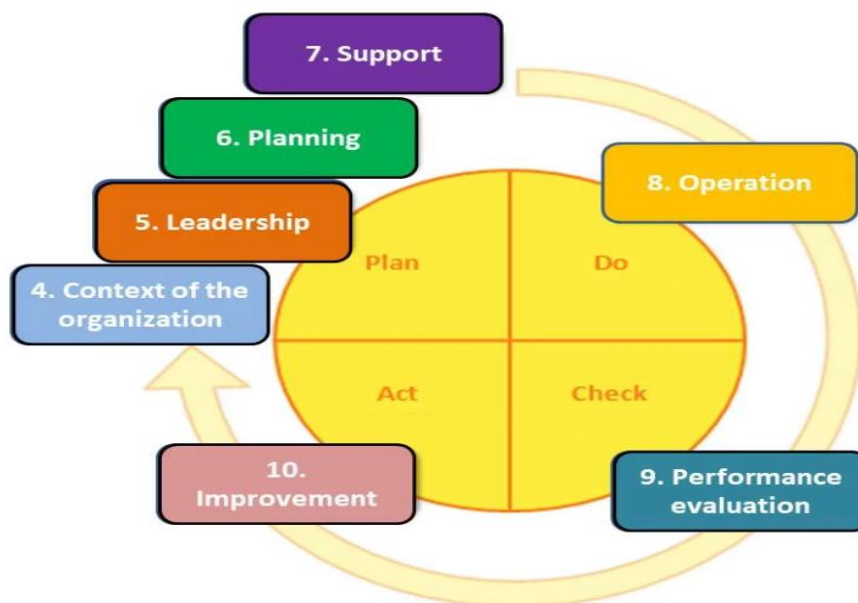 7. Support
6. Planning
5. Leadership
8. Operation
4. Context of the
organization
Plan
Do
Act
Check
10.
Improvement
9. Performance
evaluation